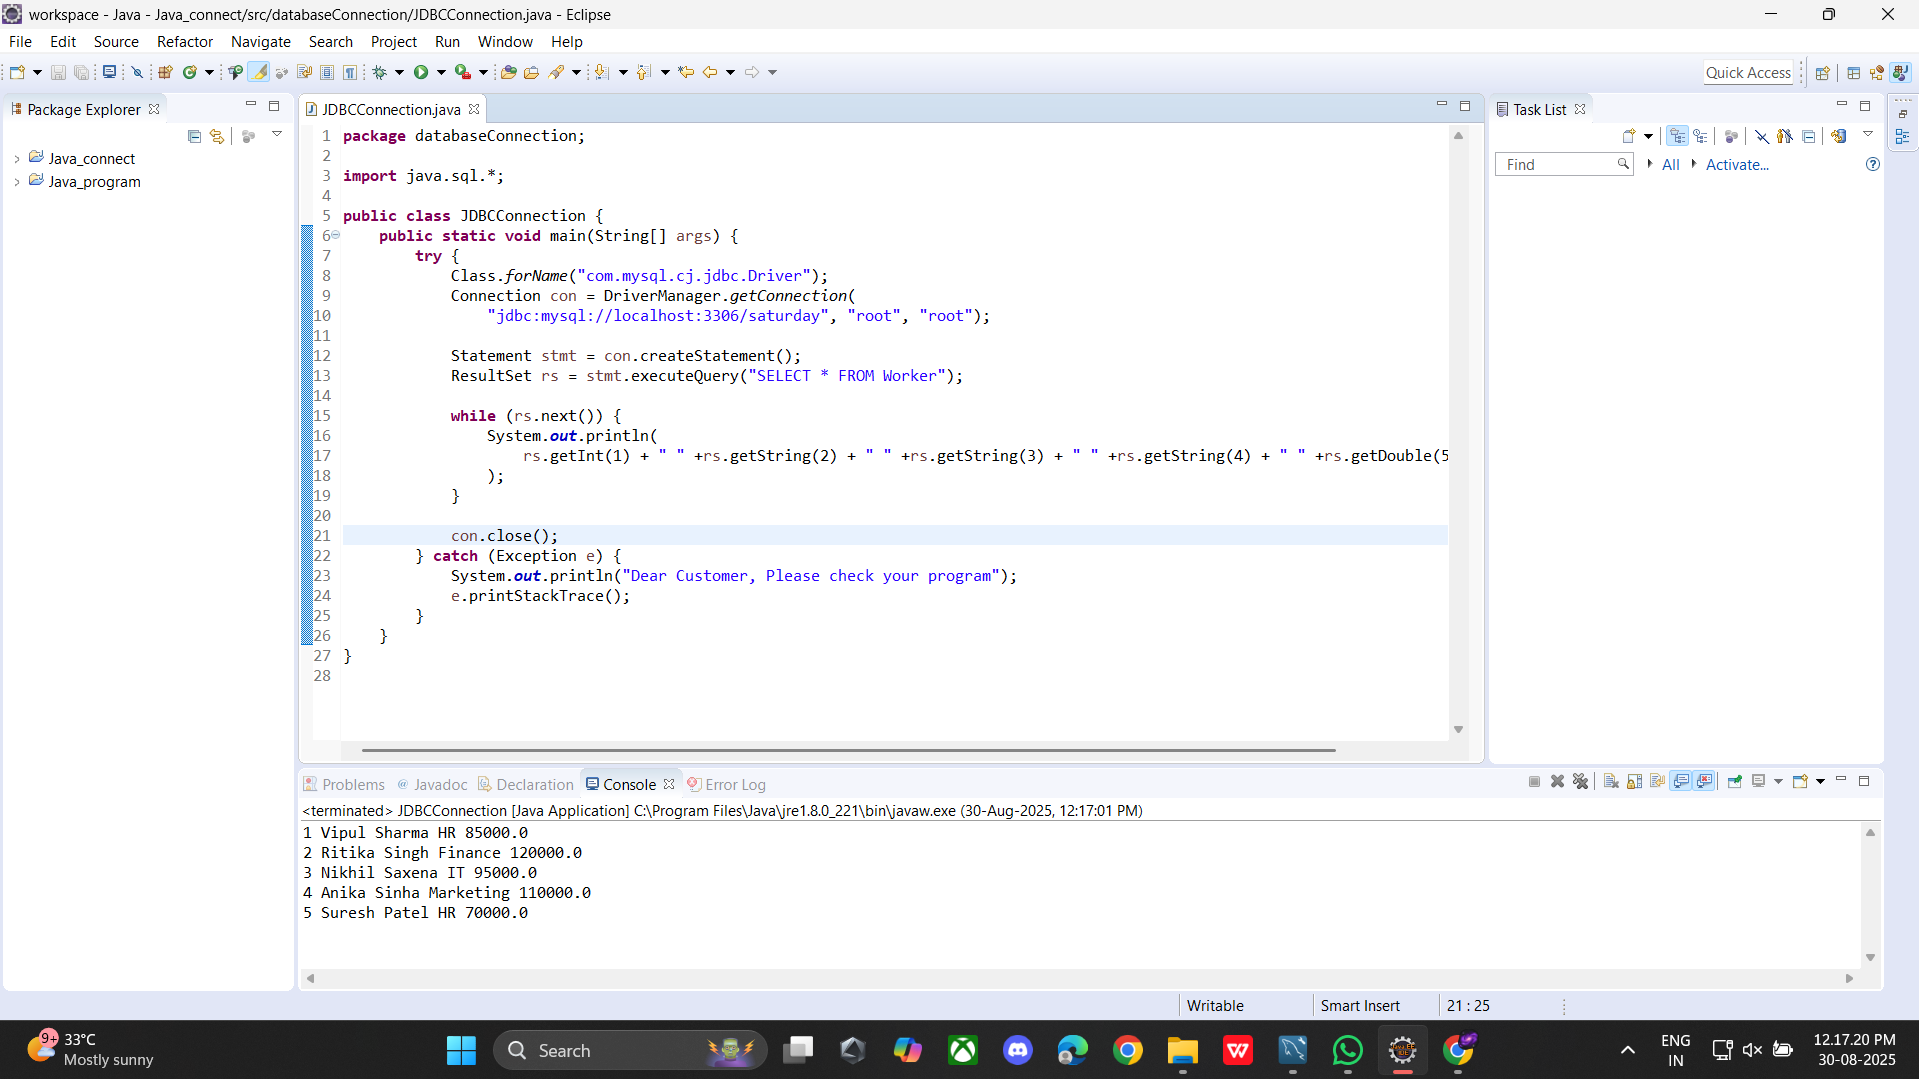 workspace - Java - Java_connect/src/databaseConnection/JDBCConnection.java - Eclipse
File Edit Source Refactor Navigate Search Project Run Window Help
Quick Access
Package Explorer
Java_connect
Java_program
JDBCConnection.java
1 package databaseConnection;
2
3 import java.sql.*;
4
5 public class JDBCConnection {
6     public static void main(String[] args) {
7         try {
8             Class.forName("com.mysql.cj.jdbc.Driver");
9             Connection con = DriverManager.getConnection(
10                 "jdbc:mysql://localhost:3306/saturday", "root", "root");
11
12             Statement stmt = con.createStatement();
13             ResultSet rs = stmt.executeQuery("SELECT * FROM Worker");
14
15             while (rs.next()) {
16                 System.out.println(
17                     rs.getInt(1) + " " +rs.getString(2) + " " +rs.getString(3) + " " +rs.getString(4) + " " +rs.getDouble(5
18                 );
19             }
20
21             con.close();
22         } catch (Exception e) {
23             System.out.println("Dear Customer, Please check your program");
24             e.printStackTrace();
25         }
26     }
27 }
28
Task List
Find All Activate...
Problems @ Javadoc Declaration Console Error Log
<terminated> JDBCConnection [Java Application] C:\Program Files\Java\jre1.8.0_221\bin\javaw.exe (30-Aug-2025, 12:17:01 PM)
1 Vipul Sharma HR 85000.0
2 Ritika Singh Finance 120000.0
3 Nikhil Saxena IT 95000.0
4 Anika Sinha Marketing 110000.0
5 Suresh Patel HR 70000.0
Writable Smart Insert 21 : 25
9+ 33°C
Mostly sunny
Search
ENG
IN
12.17.20 PM
30-08-2025